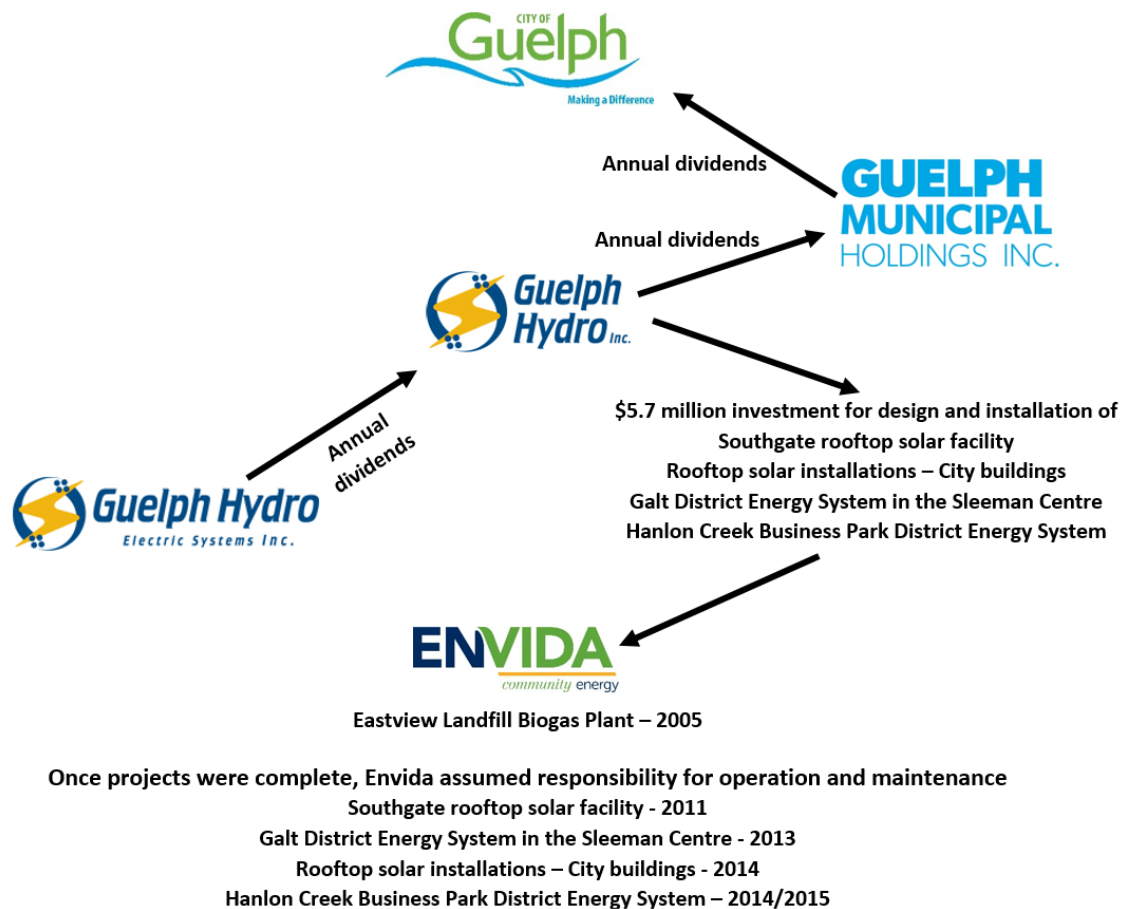 CITY OF
Guelph
Making a Difference
Annual dividends
GUELPH
MUNICIPAL
HOLDINGS INC.
Annual dividends
Guelph
Hydro Inc.
Annual
dividends
$5.7 million investment for design and installation of
Southgate rooftop solar facility
Rooftop solar installations – City buildings
Galt District Energy System in the Sleeman Centre
Hanlon Creek Business Park District Energy System
Guelph Hydro
Electric Systems Inc.
ENVIDA
community energy
Eastview Landfill Biogas Plant – 2005
Once projects were complete, Envida assumed responsibility for operation and maintenance
Southgate rooftop solar facility - 2011
Galt District Energy System in the Sleeman Centre - 2013
Rooftop solar installations – City buildings - 2014
Hanlon Creek Business Park District Energy System – 2014/2015